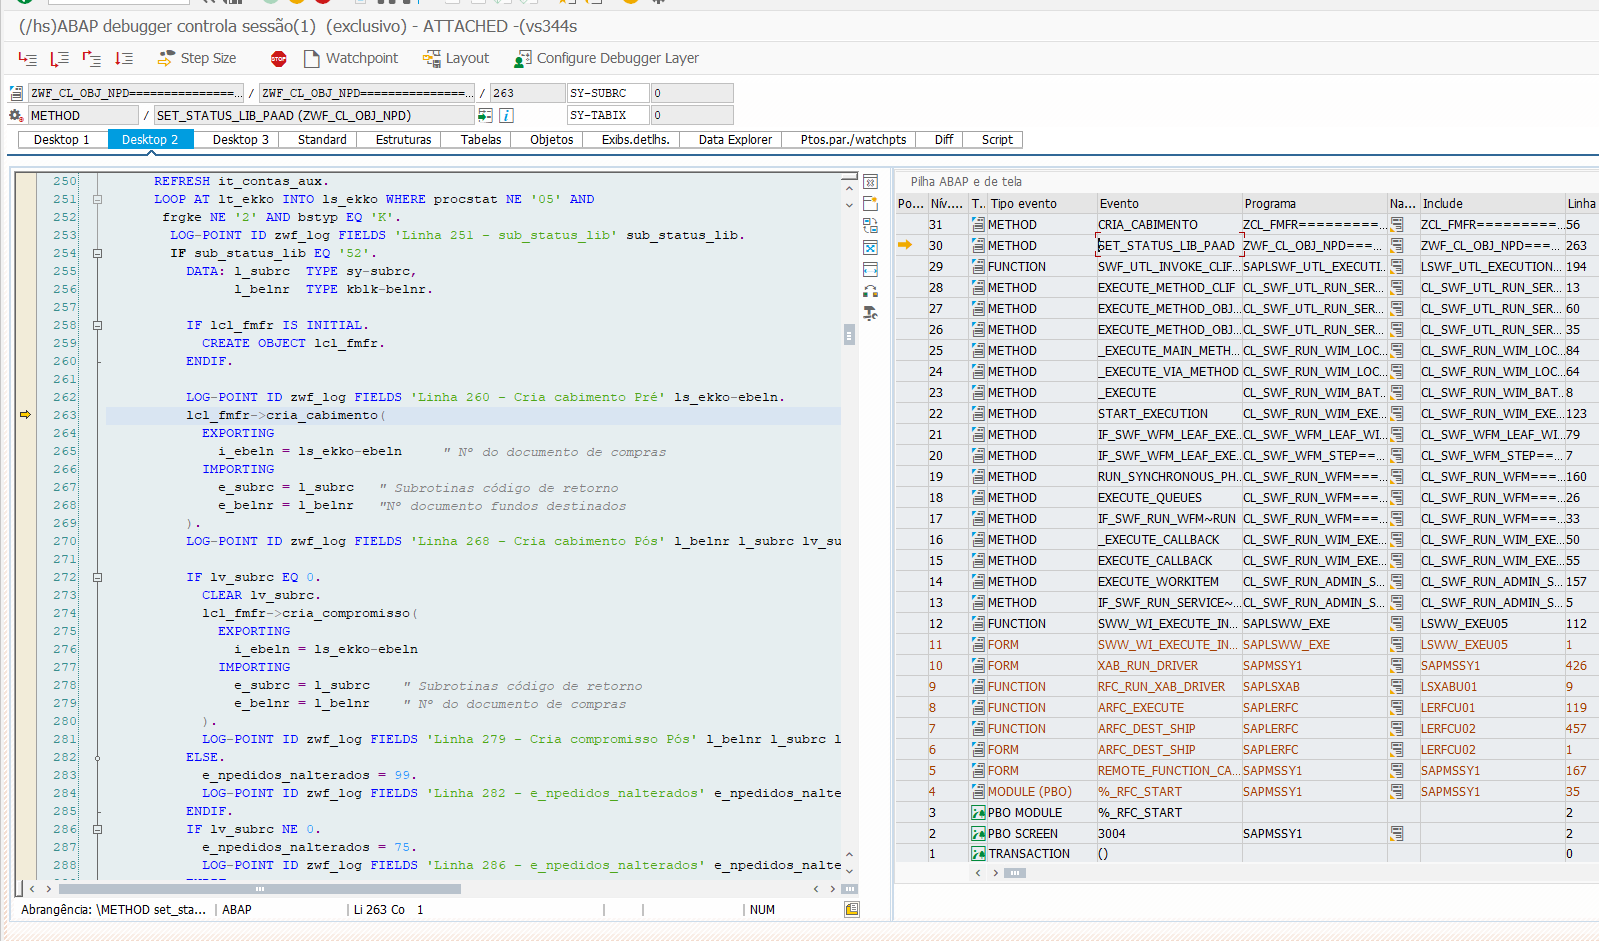 (/hs)ABAP debugger controla sessão(1)  (exclusivo) - ATTACHED -(vs344s
Step Size STOP Watchpoint Layout Configure Debugger Layer
ZWF_CL_OBJ_NPD===============... / ZWF_CL_OBJ_NPD===============... / 263 SY-SUBRC 0
METHOD / SET_STATUS_LIB_PAAD (ZWF_CL_OBJ_NPD) SY-TABIX 0
Desktop 1 Desktop 2 Desktop 3 Standard Estruturas Tabelas Objetos Exibs.detlhs. Data Explorer Ptos.par./watchpts Diff Script
250 REFRESH it_contas_aux.
251 LOOP AT lt_ekko INTO ls_ekko WHERE procstat NE '05' AND
252 frgke NE '2' AND bstyp EQ 'K'.
253 LOG-POINT ID zwf_log FIELDS 'Linha 251 - sub_status_lib' sub_status_lib.
254 IF sub_status_lib EQ '52'.
255 DATA: l_subrc  TYPE sy-subrc,
256 l_belnr  TYPE kblk-belnr.
257
258 IF lcl_fmfr IS INITIAL.
259 CREATE OBJECT lcl_fmfr.
260 ENDIF.
261
262 LOG-POINT ID zwf_log FIELDS 'Linha 260 - Cria cabimento Pré' ls_ekko-ebeln.
263 lcl_fmfr->cria_cabimento(
264 EXPORTING
265 i_ebeln = ls_ekko-ebeln     " Nº do documento de compras
266 IMPORTING
267 e_subrc = l_subrc   " Subrotinas código de retorno
268 e_belnr = l_belnr   "Nº documento fundos destinados
269 ).
270 LOG-POINT ID zwf_log FIELDS 'Linha 268 - Cria cabimento Pós' l_belnr l_subrc lv_su
271
272 IF lv_subrc EQ 0.
273 CLEAR lv_subrc.
274 lcl_fmfr->cria_compromisso(
275 EXPORTING
276 i_ebeln = ls_ekko-ebeln
277 IMPORTING
278 e_subrc = l_subrc    " Subrotinas código de retorno
279 e_belnr = l_belnr    " Nº do documento de compras
280 ).
281 LOG-POINT ID zwf_log FIELDS 'Linha 279 - Cria compromisso Pós' l_belnr l_subrc l
282 ELSE.
283 e_npedidos_nalterados = 99.
284 LOG-POINT ID zwf_log FIELDS 'Linha 282 - e_npedidos_nalterados' e_npedidos_nalte
285 ENDIF.
286 IF lv_subrc NE 0.
287 e_npedidos_nalterados = 75.
288 LOG-POINT ID zwf_log FIELDS 'Linha 286 - e_npedidos_nalterados' e_npedidos_nalte
Abrangência: \METHOD set_sta... ABAP Li 263 Co 1 NUM
Pilha ABAP e de tela
Po... Nív.... T.. Tipo evento Evento Programa Na... Include Linha
31 METHOD CRIA_CABIMENTO ZCL_FMFR=========... ZCL_FMFR=========... 56
30 METHOD SET_STATUS_LIB_PAAD ZWF_CL_OBJ_NPD===... ZWF_CL_OBJ_NPD===... 263
29 FUNCTION SWF_UTL_INVOKE_CLIF... SAPLSWF_UTL_EXECUTI... LSWF_UTL_EXECUTION... 194
28 METHOD EXECUTE_METHOD_CLIF CL_SWF_UTL_RUN_SER... CL_SWF_UTL_RUN_SER... 13
27 METHOD EXECUTE_METHOD_OBJ... CL_SWF_UTL_RUN_SER... CL_SWF_UTL_RUN_SER... 60
26 METHOD EXECUTE_METHOD_OBJ... CL_SWF_UTL_RUN_SER... CL_SWF_UTL_RUN_SER... 35
25 METHOD _EXECUTE_MAIN_METH... CL_SWF_RUN_WIM_LOC... CL_SWF_RUN_WIM_LOC... 84
24 METHOD _EXECUTE_VIA_METHOD CL_SWF_RUN_WIM_LOC... CL_SWF_RUN_WIM_LOC... 64
23 METHOD _EXECUTE CL_SWF_RUN_WIM_BAT... CL_SWF_RUN_WIM_BAT... 8
22 METHOD START_EXECUTION CL_SWF_RUN_WIM_EXE... CL_SWF_RUN_WIM_EXE... 123
21 METHOD IF_SWF_WFM_LEAF_EXE... CL_SWF_WFM_LEAF_WI... CL_SWF_WFM_LEAF_WI... 79
20 METHOD IF_SWF_WFM_LEAF_EXE... CL_SWF_WFM_STEP==... CL_SWF_WFM_STEP==... 7
19 METHOD RUN_SYNCHRONOUS_PH... CL_SWF_RUN_WFM====... CL_SWF_RUN_WFM====... 160
18 METHOD EXECUTE_QUEUES CL_SWF_RUN_WFM====... CL_SWF_RUN_WFM====... 26
17 METHOD IF_SWF_RUN_WFM~RUN CL_SWF_RUN_WFM====... CL_SWF_RUN_WFM====... 33
16 METHOD _EXECUTE_CALLBACK CL_SWF_RUN_WIM_EXE... CL_SWF_RUN_WIM_EXE... 50
15 METHOD EXECUTE_CALLBACK CL_SWF_RUN_WIM_EXE... CL_SWF_RUN_WIM_EXE... 55
14 METHOD EXECUTE_WORKITEM CL_SWF_RUN_ADMIN_S... CL_SWF_RUN_ADMIN_S... 157
13 METHOD IF_SWF_RUN_SERVICE~... CL_SWF_RUN_ADMIN_S... CL_SWF_RUN_ADMIN_S... 5
12 FUNCTION SWW_WI_EXECUTE_IN... SAPLSWW_EXE LSWW_EXEU05 112
11 FORM SWW_WI_EXECUTE_IN... SAPLSWW_EXE LSWW_EXEU05 1
10 FORM XAB_RUN_DRIVER SAPMSSY1 SAPMSSY1 426
9 FUNCTION RFC_RUN_XAB_DRIVER SAPLSXAB LSXABU01 9
8 FUNCTION ARFC_EXECUTE SAPLERFC LERFCU01 119
7 FUNCTION ARFC_DEST_SHIP SAPLERFC LERFCU02 457
6 FORM ARFC_DEST_SHIP SAPLERFC LERFCU02 1
5 FORM REMOTE_FUNCTION_CA... SAPMSSY1 SAPMSSY1 167
4 MODULE (PBO) %_RFC_START SAPMSSY1 SAPMSSY1 35
3 PBO MODULE %_RFC_START 2
2 PBO SCREEN 3004 SAPMSSY1 2
1 TRANSACTION () 0